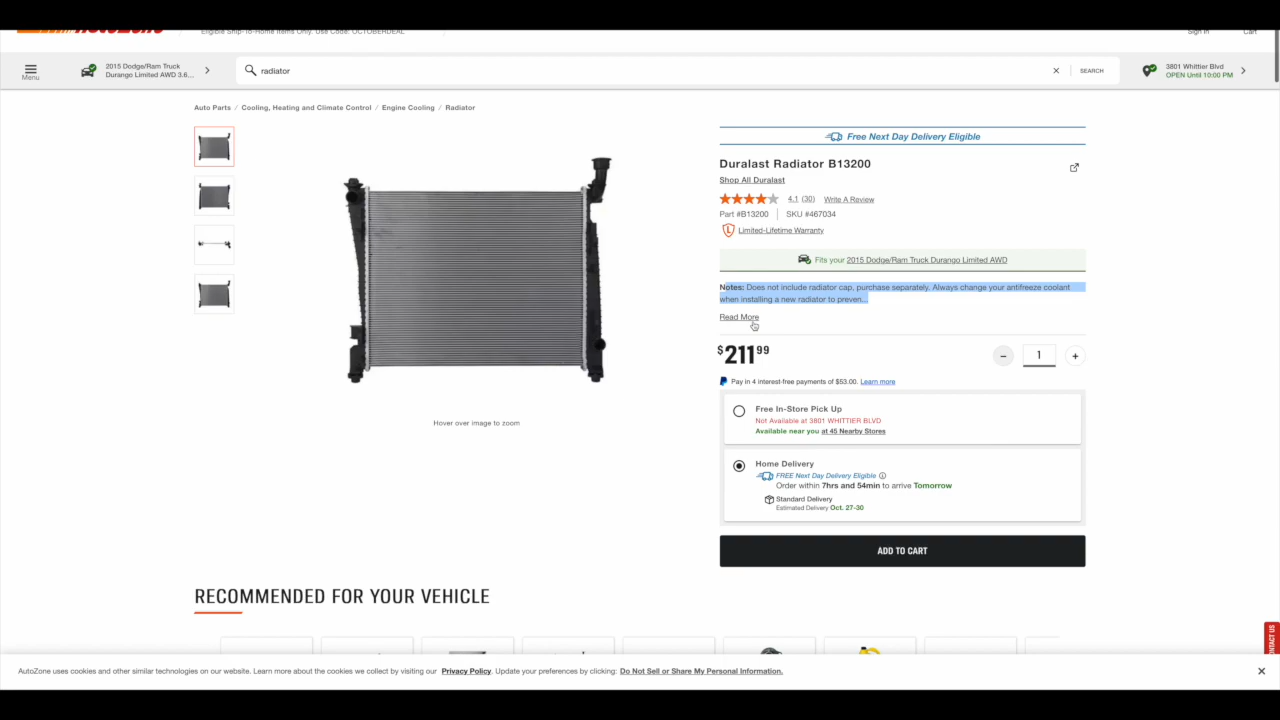 AutoZone
Eligible Ship-To-Home Items Only. Use Code: OCTOBERDEAL
Sign In
Cart
Menu
2015 Dodge/Ram Truck
Durango Limited AWD 3.6...
radiator
SEARCH
3801 Whittier Blvd
OPEN Until 10:00 PM
Auto Parts / Cooling, Heating and Climate Control / Engine Cooling / Radiator
Free Next Day Delivery Eligible
Duralast Radiator B13200
Shop All Duralast
4.1 (30) Write A Review
Part #B13200 SKU #467034
Limited-Lifetime Warranty
Fits your 2015 Dodge/Ram Truck Durango Limited AWD
Notes: Does not include radiator cap, purchase separately. Always change your antifreeze coolant
when installing a new radiator to preven...
Read More
$211 99
− 1 +
Pay in 4 interest-free payments of $53.00. Learn more
Free In-Store Pick Up
Not Available at 3801 WHITTIER BLVD
Available near you at 45 Nearby Stores
Home Delivery
FREE Next Day Delivery Eligible
Order within 7hrs and 54min to arrive Tomorrow
Standard Delivery
Estimated Delivery Oct. 27-30
ADD TO CART
Hover over image to zoom
RECOMMENDED FOR YOUR VEHICLE
CONTACT US
AutoZone uses cookies and other similar technologies on our website. Learn more about the cookies we collect by visiting our Privacy Policy. Update your preferences by clicking: Do Not Sell or Share My Personal Information.